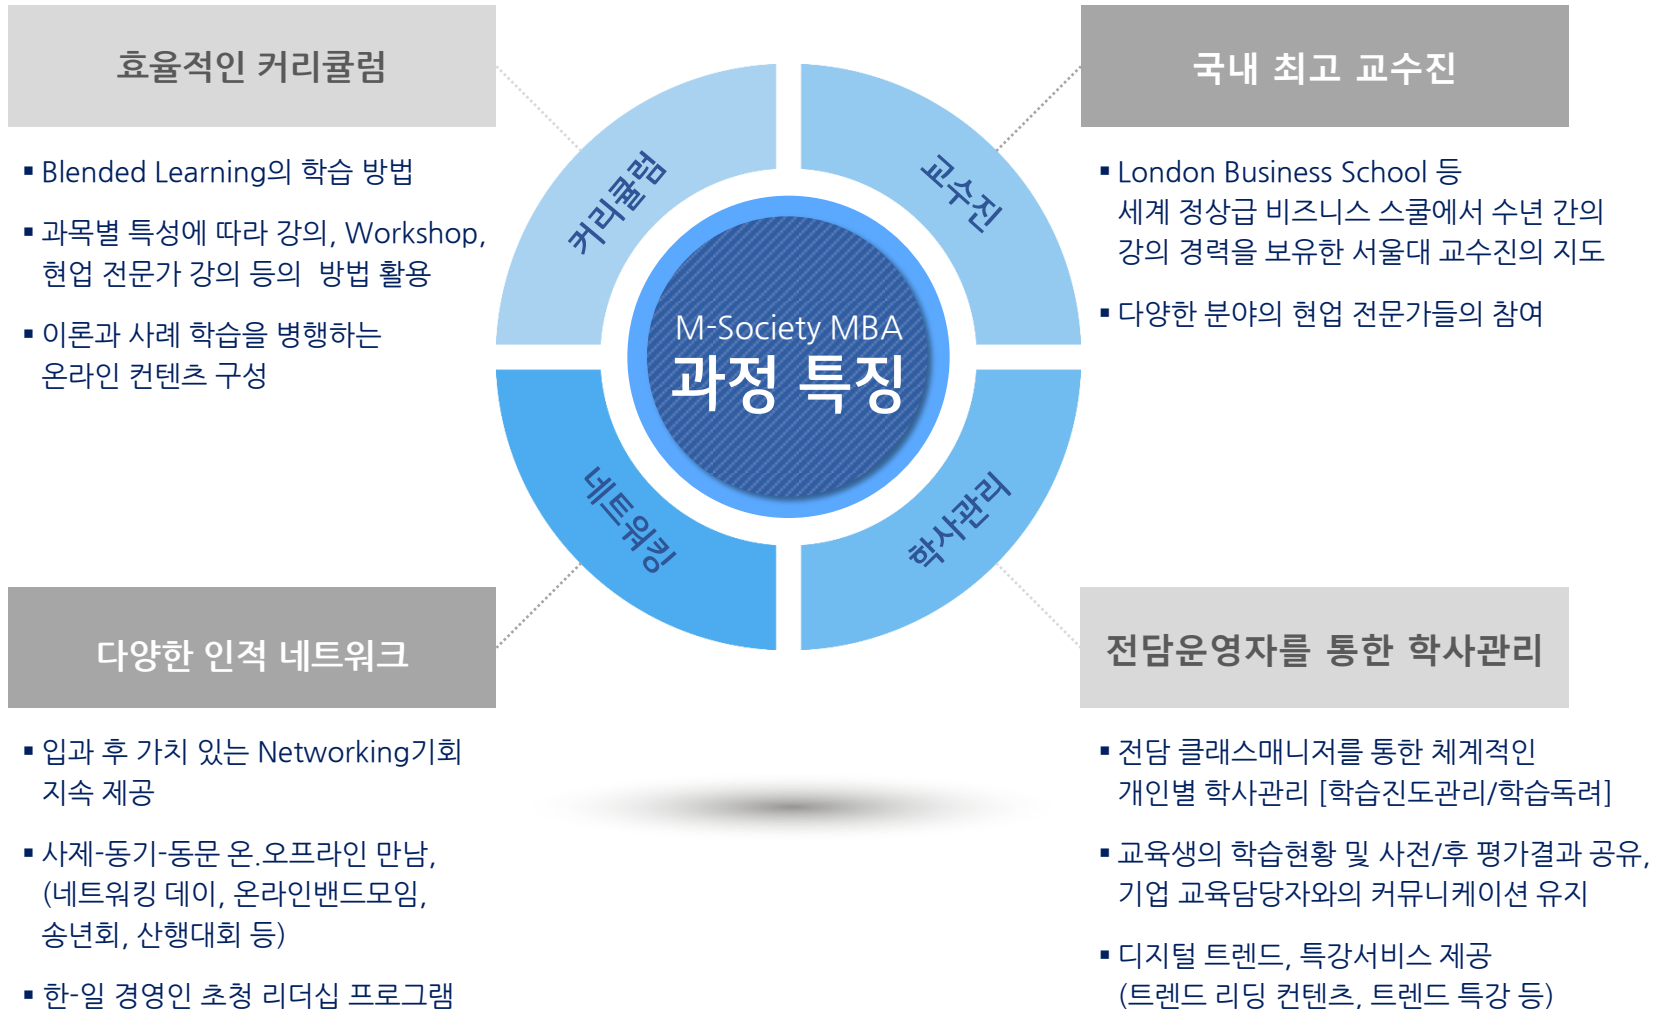 효율적인 커리큘럼
▪ Blended Learning의 학습 방법
▪ 과목별 특성에 따라 강의, Workshop,
현업 전문가 강의 등의 방법 활용
▪ 이론과 사례 학습을 병행하는
온라인 컨텐츠 구성
국내 최고 교수진
▪ London Business School 등
세계 정상급 비즈니스 스쿨에서 수년 간의
강의 경력을 보유한 서울대 교수진의 지도
▪ 다양한 분야의 현업 전문가들의 참여
커리큘럼
교수진
M-Society MBA
과정 특징
네트워킹
학사관리
다양한 인적 네트워크
▪ 입과 후 가치 있는 Networking기회
지속 제공
▪ 사제-동기-동문 온.오프라인 만남,
(네트워킹 데이, 온라인밴드모임,
송년회, 산행대회 등)
▪ 한-일 경영인 초청 리더십 프로그램
전담운영자를 통한 학사관리
▪ 전담 클래스매니저를 통한 체계적인
개인별 학사관리 [학습진도관리/학습독려]
▪ 교육생의 학습현황 및 사전/후 평가결과 공유,
기업 교육담당자와의 커뮤니케이션 유지
▪ 디지털 트렌드, 특강서비스 제공
(트렌드 리딩 컨텐츠, 트렌드 특강 등)